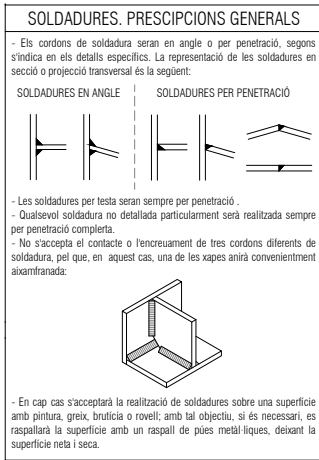 SOLDADURES. PRESCIPCIONS GENERALS
- Els cordons de soldadura seran en angle o per penetració, segons
s'indica en els detalls específics. La representació de les soldadures en
secció o projecció transversal és la següent:
SOLDADURES EN ANGLE
SOLDADURES PER PENETRACIÓ
- Les soldadures per testa seran sempre per penetració .
- Qualsevol soldadura no detallada particularment serà realitzada sempre
per penetració complerta.
- No s'accepta el contacte o l'encreuament de tres cordons diferents de
soldadura, pel que, en aquest cas, una de les xapes anirà convenientment
aixamfranada:
- En cap cas s'acceptarà la realització de soldadures sobre una superfície
amb pintura, greix, bruticia o rovell; amb tal objectiu, si és necessari, es
raspallarà la superfície amb un raspall de púes metàl·liques, deixant la
superfície neta i seca.